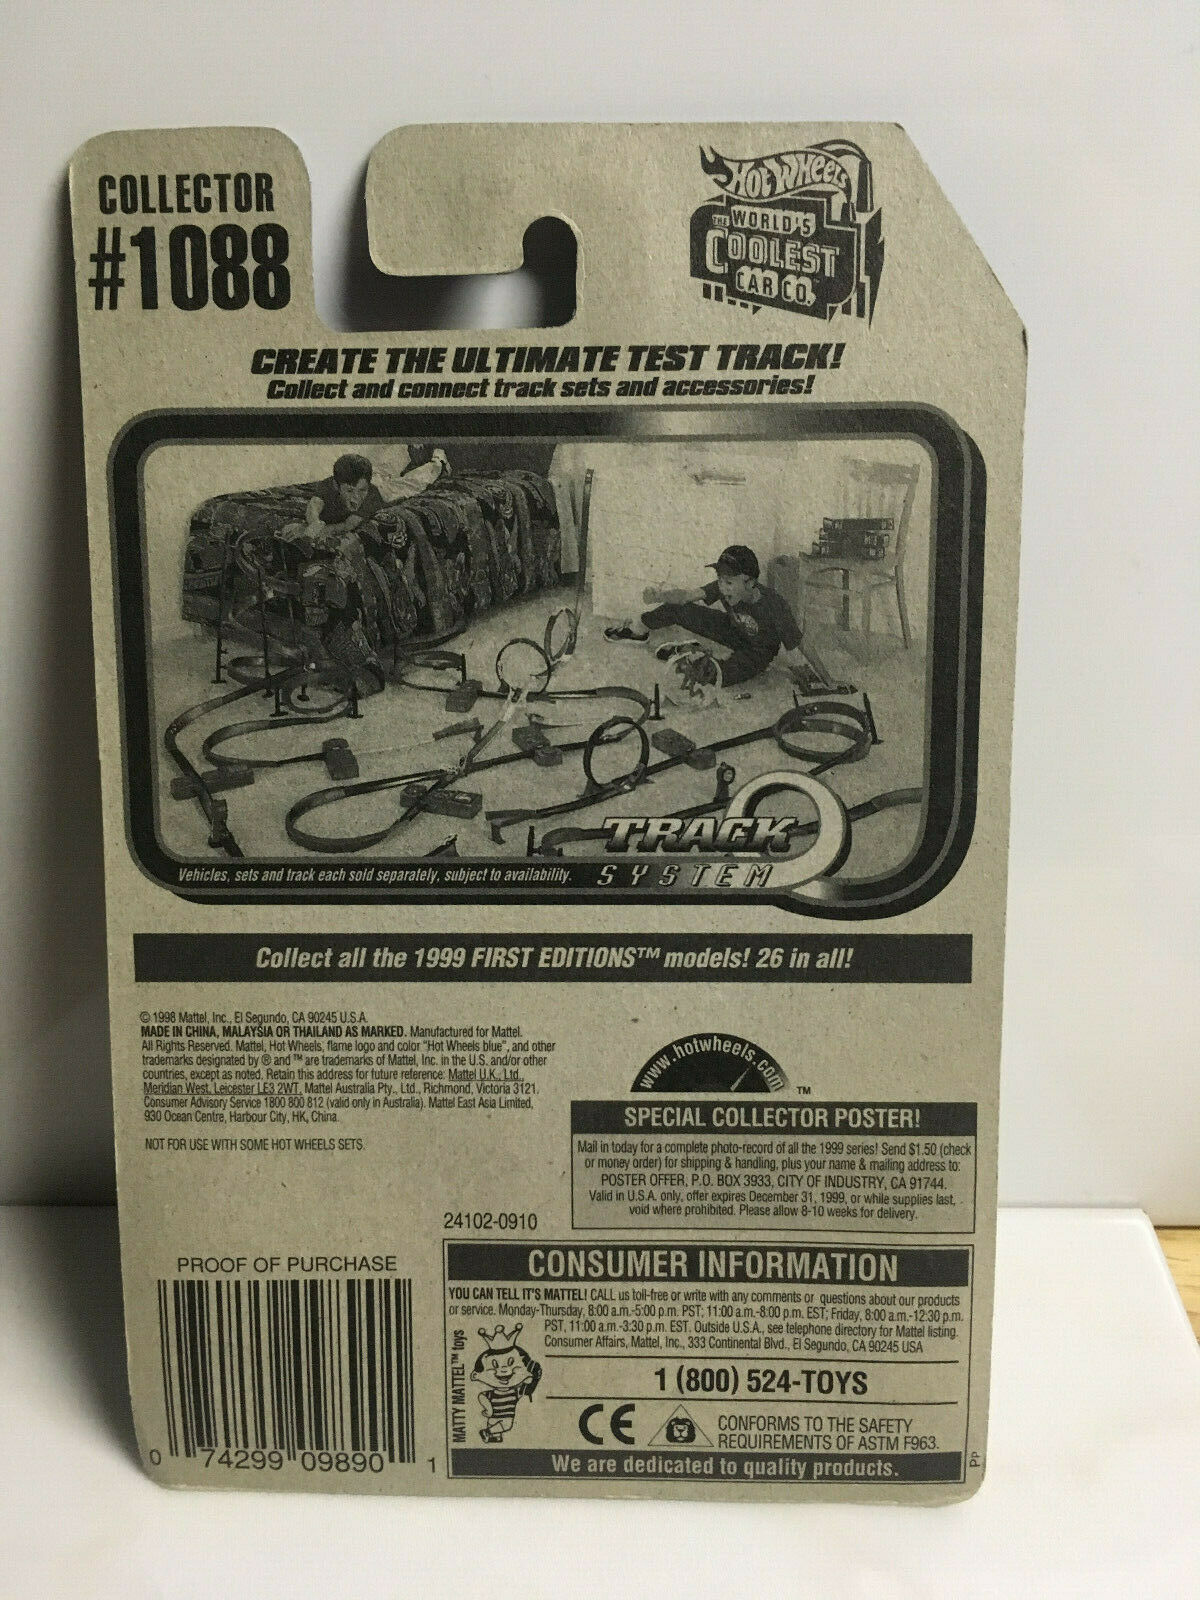 COLLECTOR
#1088
HOT WHEELS
THE WORLD'S
COOLEST
CAR CO.™
CREATE THE ULTIMATE TEST TRACK!
Collect and connect track sets and accessories!
TRACK
SYSTEM
Vehicles, sets and track each sold separately, subject to availability.
Collect all the 1999 FIRST EDITIONS™ models! 26 in all!
© 1998 Mattel, Inc., El Segundo, CA 90245 U.S.A.
MADE IN CHINA, MALAYSIA OR THAILAND AS MARKED. Manufactured for Mattel.
All Rights Reserved. Mattel, Hot Wheels, flame logo and color "Hot Wheels blue", and other
trademarks designated by ® and ™ are trademarks of Mattel, Inc. in the U.S. and/or other
countries, except as noted. Retain this address for future reference: Mattel U.K., Ltd.,
Meridian West, Leicester LE3 2WT. Mattel Australia Pty., Ltd., Richmond, Victoria 3121.
Consumer Advisory Service 1800 800 812 (valid only in Australia). Mattel East Asia Limited,
930 Ocean Centre, Harbour City, HK, China.
NOT FOR USE WITH SOME HOT WHEELS SETS.
www.hotwheels.com
™
SPECIAL COLLECTOR POSTER!
Mail in today for a complete photo-record of all the 1999 series! Send $1.50 (check
or money order) for shipping & handling, plus your name & mailing address to:
POSTER OFFER, P.O. BOX 3933, CITY OF INDUSTRY, CA 91744.
Valid in U.S.A. only, offer expires December 31, 1999, or while supplies last,
void where prohibited. Please allow 8-10 weeks for delivery.
24102-0910
PROOF OF PURCHASE
0 74299 09890 1
CONSUMER INFORMATION
YOU CAN TELL IT'S MATTEL! CALL us toll-free or write with any comments or questions about our products
or service. Monday-Thursday, 8:00 a.m.-5:00 p.m. PST; 11:00 a.m.-8:00 p.m. EST; Friday, 8:00 a.m.-12:30 p.m.
PST, 11:00 a.m.-3:30 p.m. EST. Outside U.S.A., see telephone directory for Mattel listing.
Consumer Affairs, Mattel, Inc., 333 Continental Blvd., El Segundo, CA 90245 USA
MATTY MATTEL™ toys
1 (800) 524-TOYS
CE
CONFORMS TO THE SAFETY
REQUIREMENTS OF ASTM F963.
We are dedicated to quality products.
PP